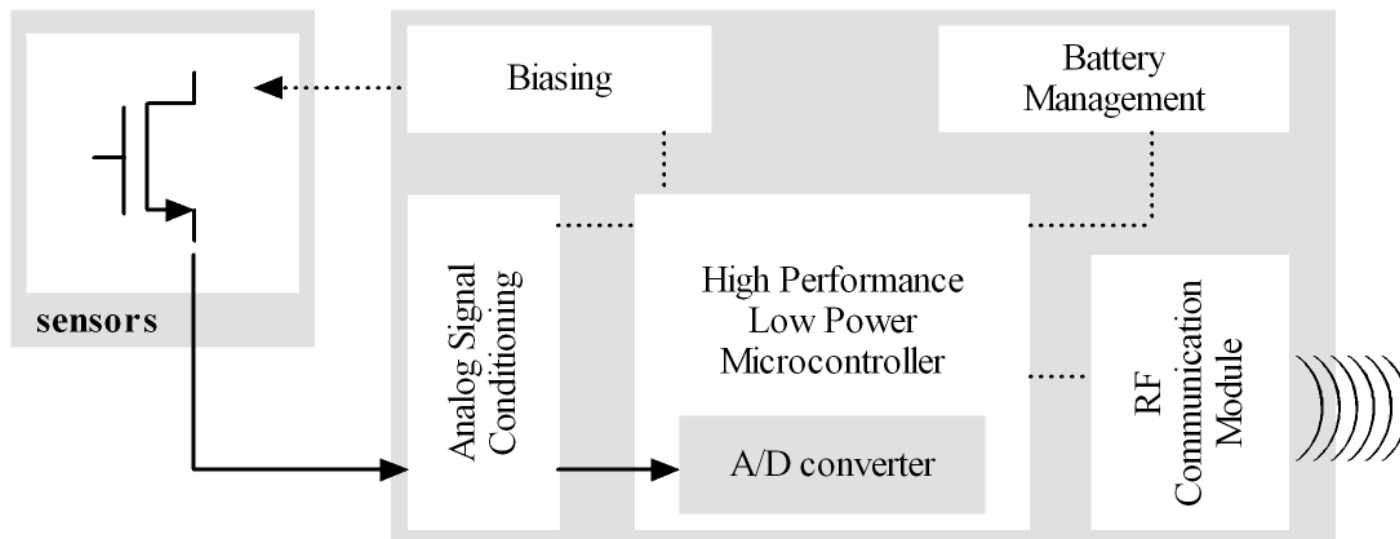 Biasing
Battery
Management
sensors
Analog Signal
Conditioning
High Performance
Low Power
Microcontroller
A/D converter
RF
Communication
Module